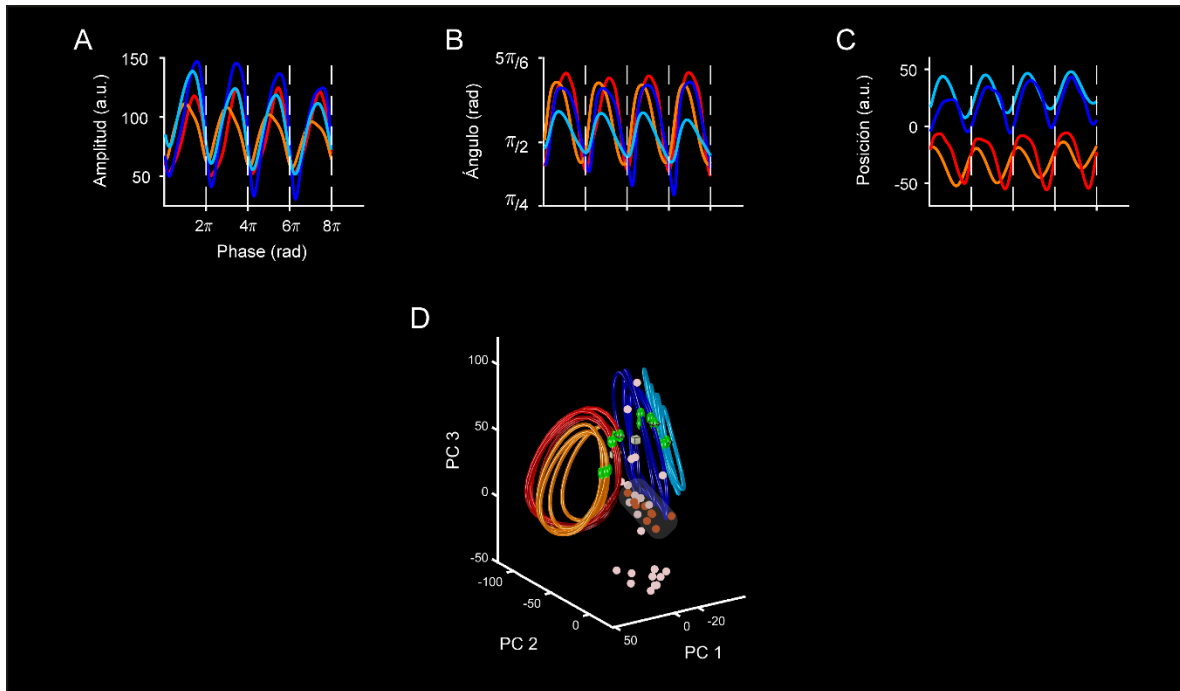 A
150
100
50
Amplitud (a.u.)
2π 4π 6π 8π
Phase (rad)
B
5π/6
π/2
π/4
Ángulo (rad)
C
50
0
-50
Posición (a.u.)
D
100
50
0
-50
PC 3
-100
-50
0
PC 2
50
0
-20
PC 1